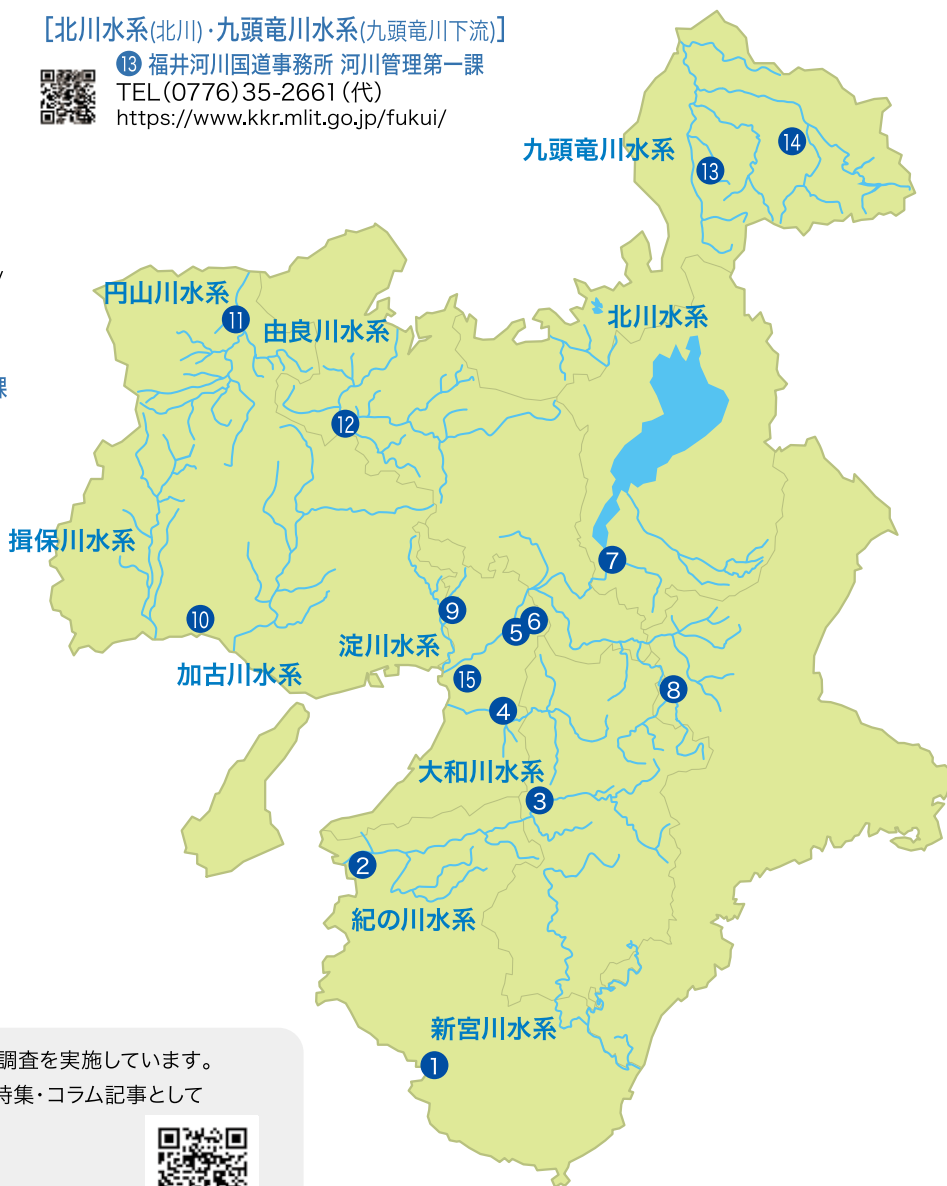 [北川水系(北川)・九頭竜川水系(九頭竜川下流)]
⑬ 福井河川国道事務所 河川管理第一課
TEL(0776)35-2661(代)
https://www.kkr.mlit.go.jp/fukui/
九頭竜川水系
⑬
⑭
/
円山川水系
⑪
由良川水系
北川水系
課
⑫
揖保川水系
⑦
⑨
⑩
⑤
⑥
淀川水系
加古川水系
⑮
⑧
④
大和川水系
③
②
紀の川水系
新宮川水系
①
調査を実施しています。
特集・コラム記事として